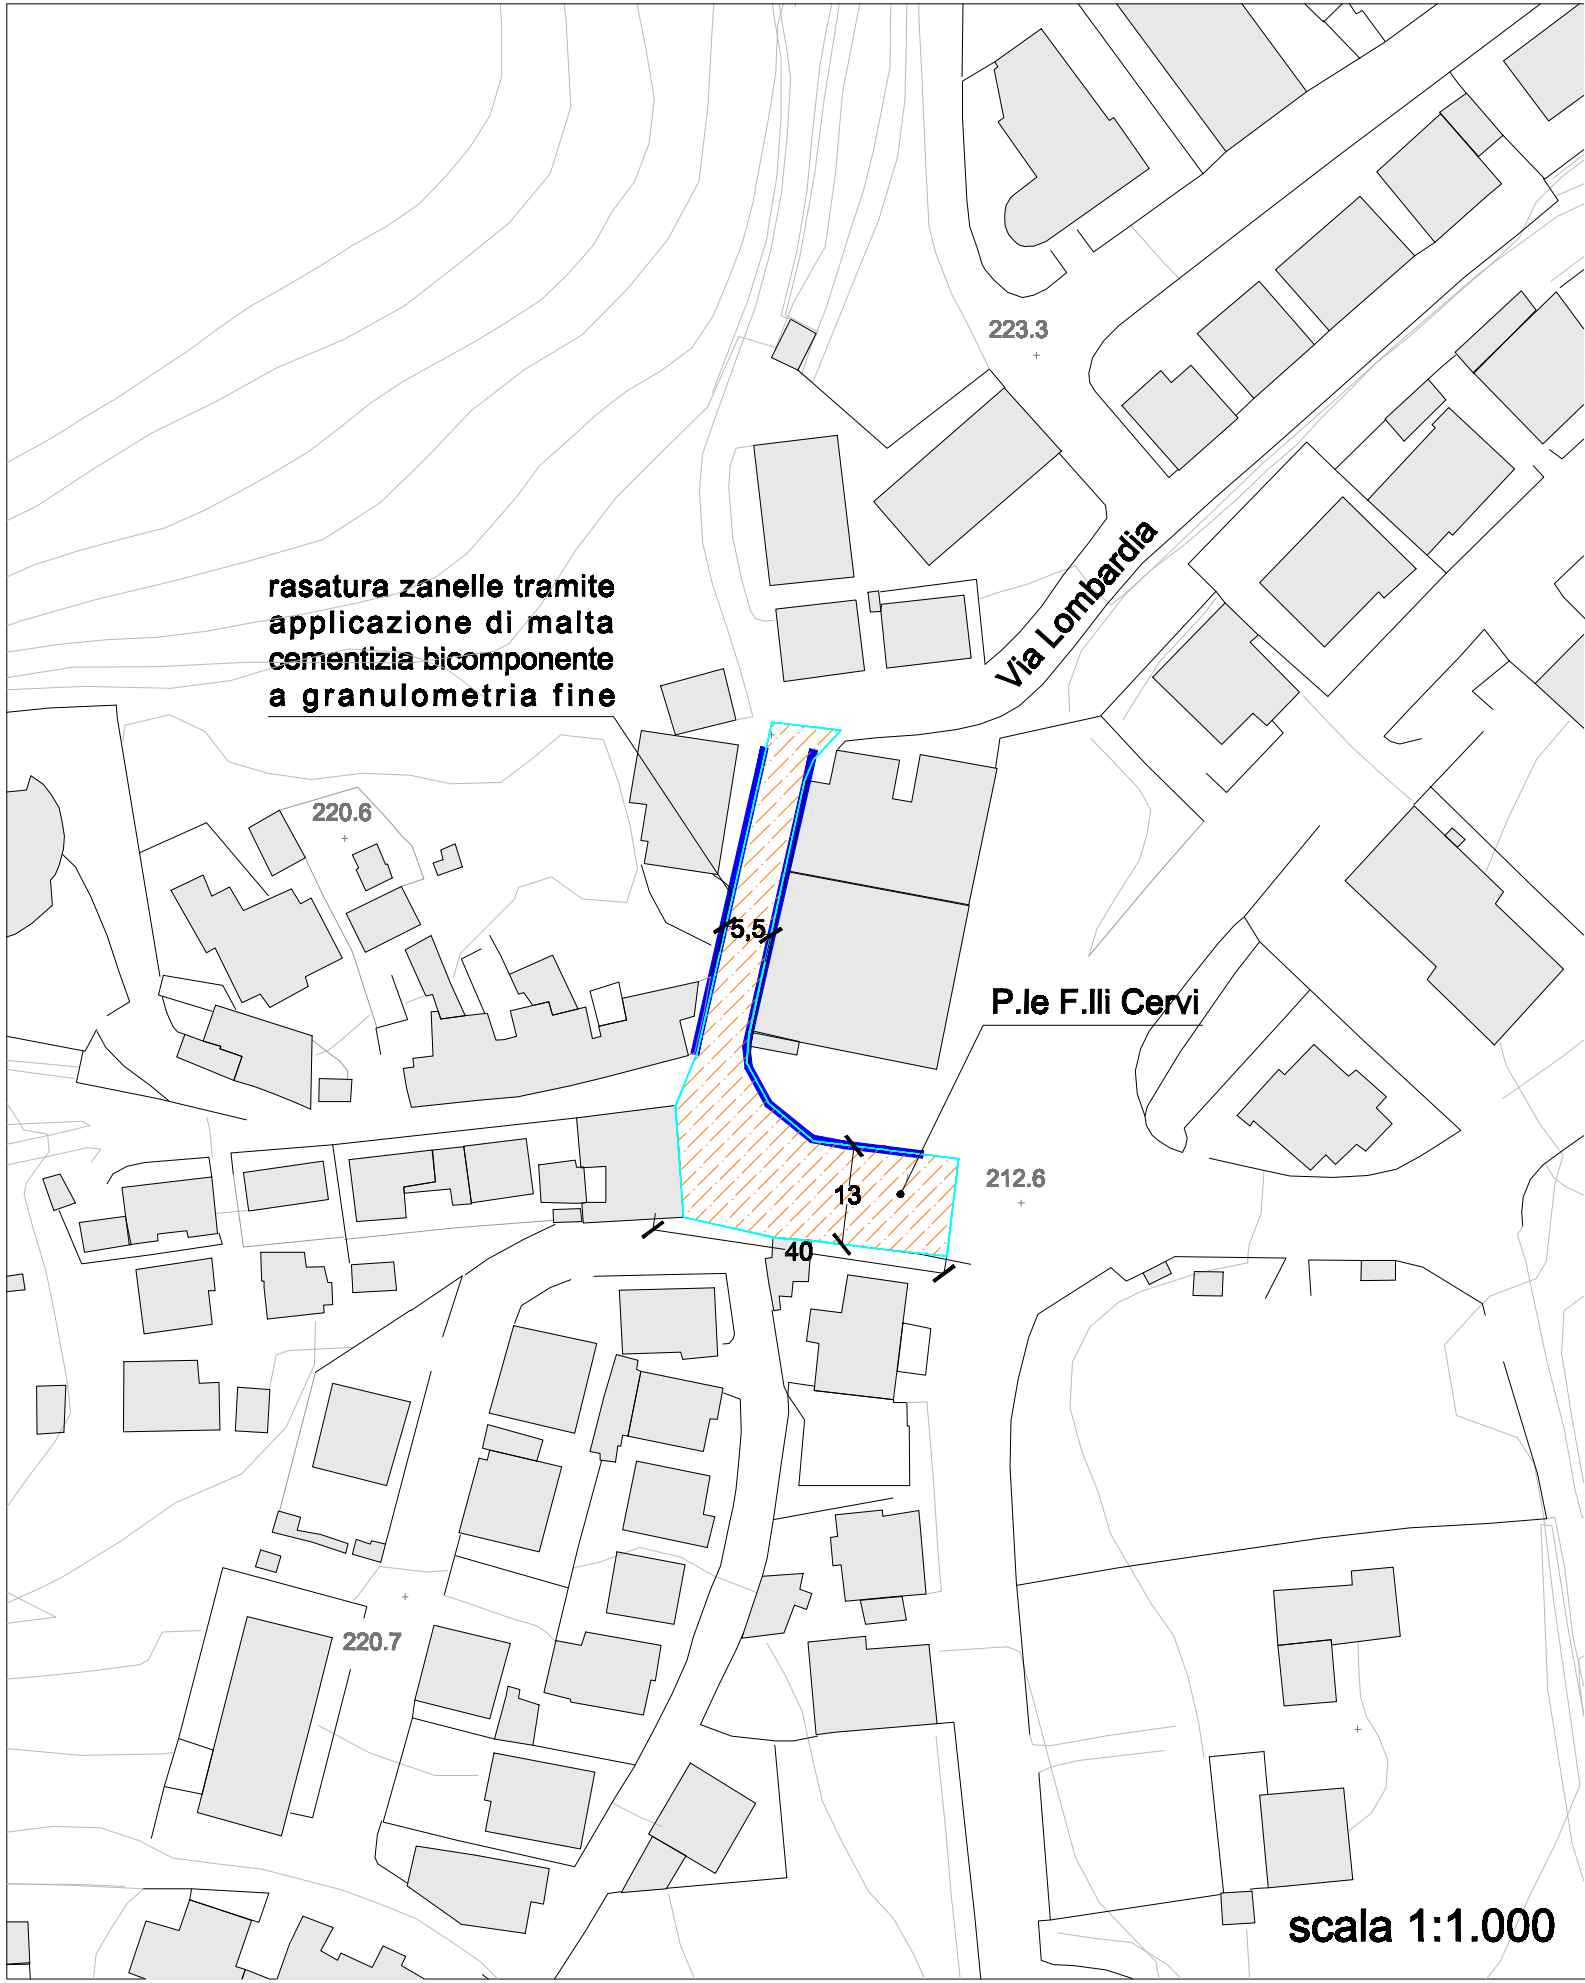 223.3
Via Lombardia
rasatura zanelle tramite
applicazione di malta
cementizia bicomponente
a granulometria fine
220.6
5,5
P.le F.lli Cervi
212.6
13
40
220.7
scala 1:1.000